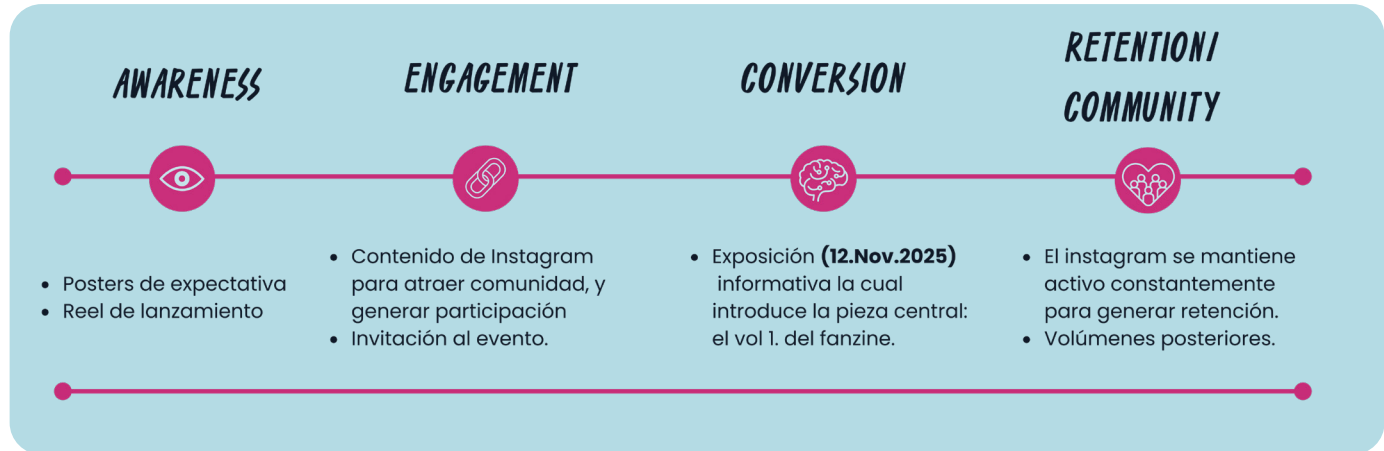 AWARENESS
ENGAGEMENT
CONVERSION
RETENTION/
COMMUNITY
• Posters de expectativa
• Reel de lanzamiento
• Contenido de Instagram
para atraer comunidad, y
generar participación
• Invitación al evento.
• Exposición (12.Nov.2025)
informativa la cual
introduce la pieza central:
el vol 1. del fanzine.
• El instagram se mantiene
activo constantemente
para generar retención.
• Volúmenes posteriores.